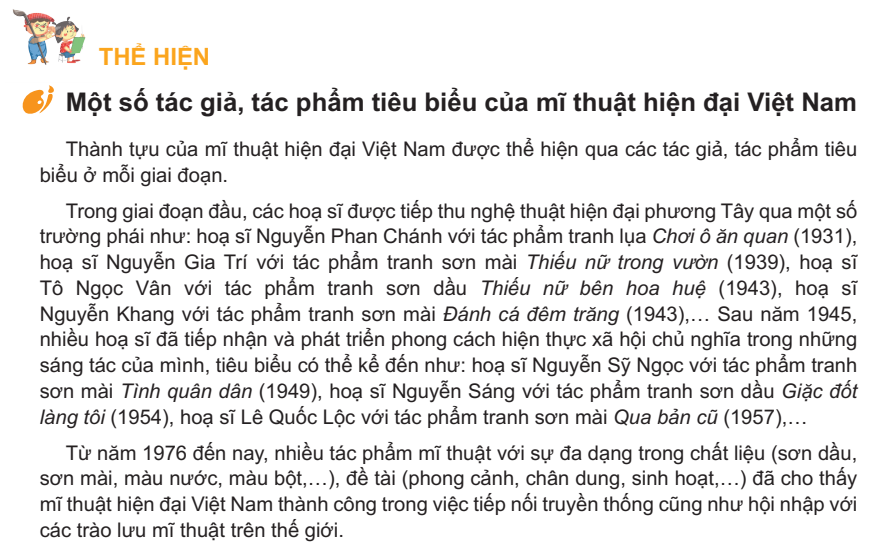 THỂ HIỆN
Một số tác giả, tác phẩm tiêu biểu của mĩ thuật hiện đại Việt Nam
Thành tựu của mĩ thuật hiện đại Việt Nam được thể hiện qua các tác giả, tác phẩm tiêu
biểu ở mỗi giai đoạn.
Trong giai đoạn đầu, các hoạ sĩ được tiếp thu nghệ thuật hiện đại phương Tây qua một số
trường phái như: hoạ sĩ Nguyễn Phan Chánh với tác phẩm tranh lụa Chơi ô ăn quan (1931),
hoạ sĩ Nguyễn Gia Trí với tác phẩm tranh sơn mài Thiếu nữ trong vườn (1939), hoạ sĩ
Tô Ngọc Vân với tác phẩm tranh sơn dầu Thiếu nữ bên hoa huệ (1943), hoạ sĩ
Nguyễn Khang với tác phẩm tranh sơn mài Đánh cá đêm trăng (1943),… Sau năm 1945,
nhiều hoạ sĩ đã tiếp nhận và phát triển phong cách hiện thực xã hội chủ nghĩa trong những
sáng tác của mình, tiêu biểu có thể kể đến như: hoạ sĩ Nguyễn Sỹ Ngọc với tác phẩm tranh
sơn mài Tình quân dân (1949), hoạ sĩ Nguyễn Sáng với tác phẩm tranh sơn dầu Giặc đốt
làng tôi (1954), hoạ sĩ Lê Quốc Lộc với tác phẩm tranh sơn mài Qua bản cũ (1957),…
Từ năm 1976 đến nay, nhiều tác phẩm mĩ thuật với sự đa dạng trong chất liệu (sơn dầu,
sơn mài, màu nước, màu bột,…), đề tài (phong cảnh, chân dung, sinh hoạt,…) đã cho thấy
mĩ thuật hiện đại Việt Nam thành công trong việc tiếp nối truyền thống cũng như hội nhập với
các trào lưu mĩ thuật trên thế giới.